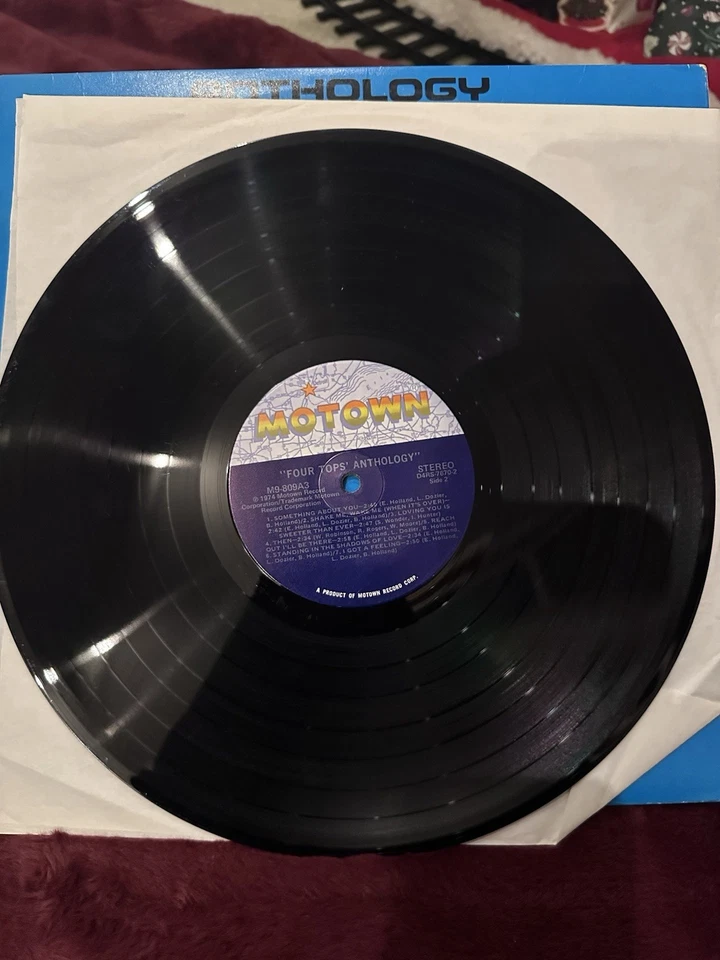 ANTHOLOGY
MOTOWN
"FOUR TOPS' ANTHOLOGY"
M9-809A3
STEREO
℗ 1974 Motown Record
D4RS-7070-2
Corporation/Trademark Motown
Side 2
Record Corporation
1. SOMETHING ABOUT YOU—2:45 (E. Holland, L. Dozier,
B. Holland)/2. SHAKE ME, WAKE ME (WHEN IT'S OVER)—
2:42 (E. Holland, L. Dozier, B. Holland)/3. LOVING YOU IS
SWEETER THAN EVER—2:47 (S. Wonder, I. Hunter)
4. THEN—2:04 (W. Robinson, R. Rogers, W. Moore)/5. REACH
OUT I'LL BE THERE—2:58 (E. Holland, L. Dozier, B. Holland)
6. STANDING IN THE SHADOWS OF LOVE—2:34 (E. Holland,
L. Dozier, B. Holland)/7. I GOT A FEELING—2:50 (E. Holland,
L. Dozier, B. Holland)
A PRODUCT OF MOTOWN RECORD CORP.